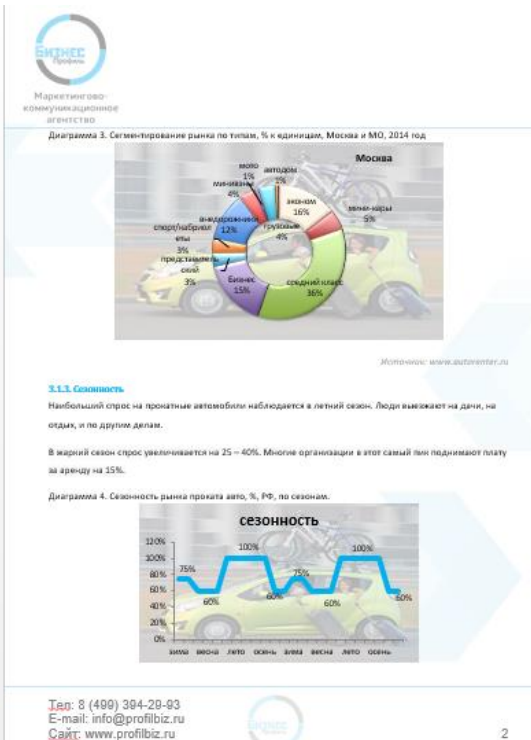 Бизнес
Профиль
Маркетингово-
коммуникационное
агентство
Диаграмма 3. Сегментирование рынка по типам, % к единицам, Москва и МО, 2014 год
Москва
мото
1%
автодом
1%
минивэны
4%
эконом
16%
мини-кары
5%
внедорожники
12%
грузовые
4%
спорт/кабриол
еты
3%
представитель
ский
3%
Бизнес
15%
средний класс
36%
Источник: www.autorenter.ru
3.1.3. Сезонность
Наибольший спрос на прокатные автомобили наблюдается в летний сезон. Люди выезжают на дачи, на
отдых, и по другим делам.
В жаркий сезон спрос увеличивается на 25 – 40%. Многие организации в этот самый пик поднимают плату
за аренду на 15%.
Диаграмма 4. Сезонность рынка проката авто, %, РФ, по сезонам.
сезонность
120%
100%
80%
60%
40%
20%
0%
75%
60%
100%
60%
75%
60%
100%
60%
зима весна лето осень зима весна лето осень
Тел: 8 (499) 394-29-93
E-mail: info@profilbiz.ru
Сайт: www.profilbiz.ru
Бизнес
2